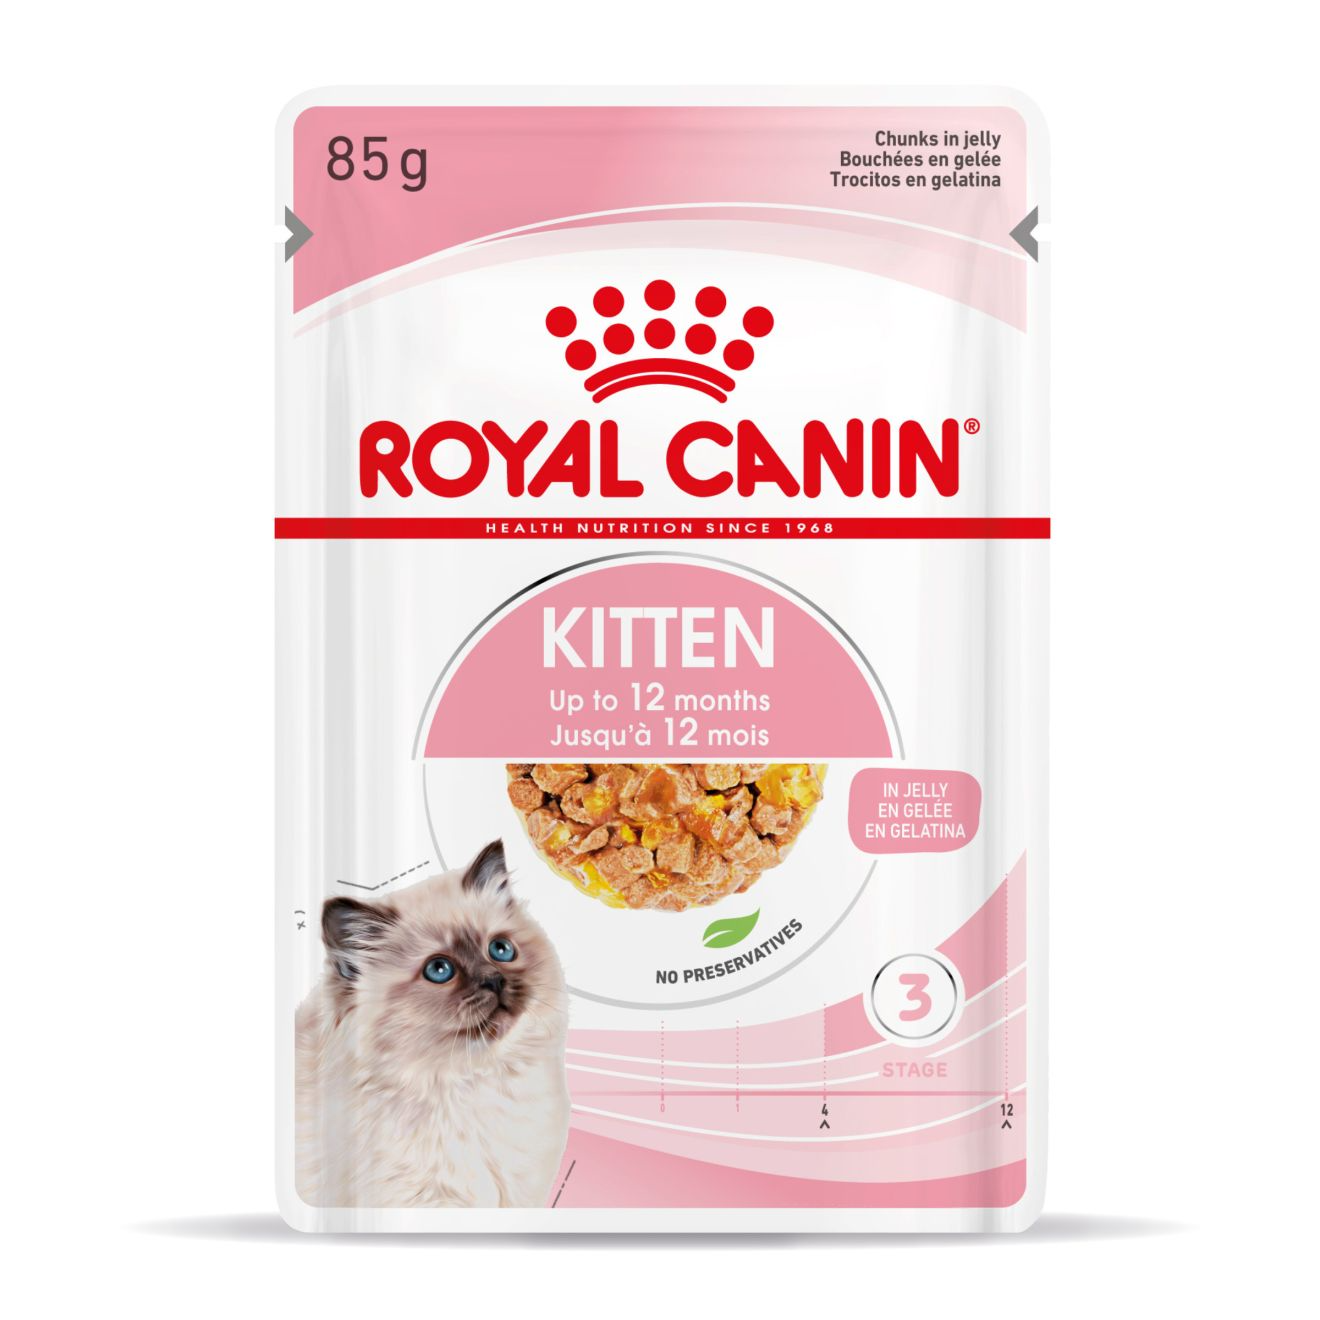 85g
Chunks in jelly
Bouchées en gelée
Trocitos en gelatina
ROYAL CANIN®
HEALTH NUTRITION SINCE 1968
KITTEN
Up to 12 months
Jusqu'à 12 mois
IN JELLY
EN GELÉE
EN GELATINA
NO PRESERVATIVES
3
STAGE
0 1 4 12